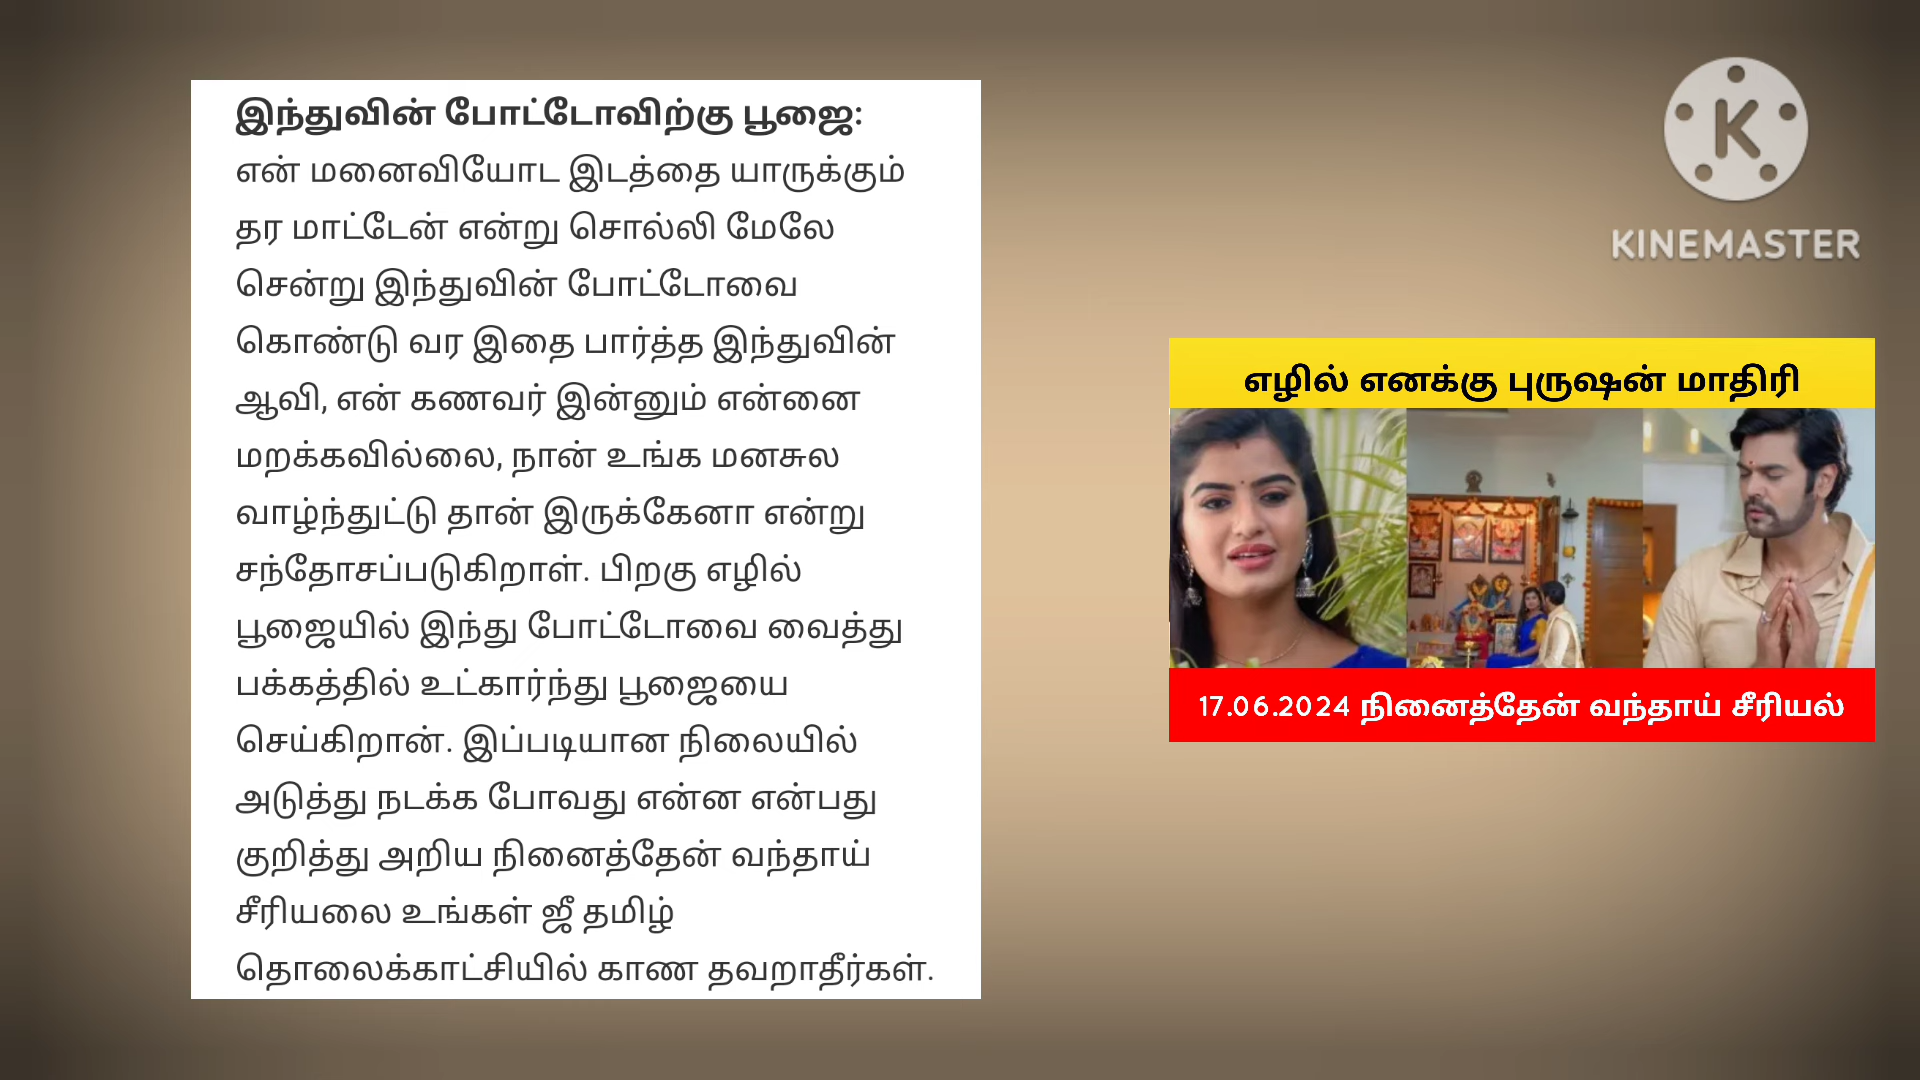 இந்துவின் போட்டோவிற்கு பூஜை:
என் மனைவியோட இடத்தை யாருக்கும்
தர மாட்டேன் என்று சொல்லி மேலே
சென்று இந்துவின் போட்டோவை
கொண்டு வர இதை பார்த்த இந்துவின்
ஆவி, என் கணவர் இன்னும் என்னை
மறக்கவில்லை, நான் உங்க மனசுல
வாழ்ந்துட்டு தான் இருக்கேனா என்று
சந்தோசப்படுகிறாள். பிறகு எழில்
பூஜையில் இந்து போட்டோவை வைத்து
பக்கத்தில் உட்கார்ந்து பூஜையை
செய்கிறான். இப்படியான நிலையில்
அடுத்து நடக்க போவது என்ன என்பது
குறித்து அறிய நினைத்தேன் வந்தாய்
சீரியலை உங்கள் ஜீ தமிழ்
தொலைக்காட்சியில் காண தவறாதீர்கள்.
K
KINEMASTER
எழில் எனக்கு புருஷன் மாதிரி
17.06.2024 நினைத்தேன் வந்தாய் சீரியல்